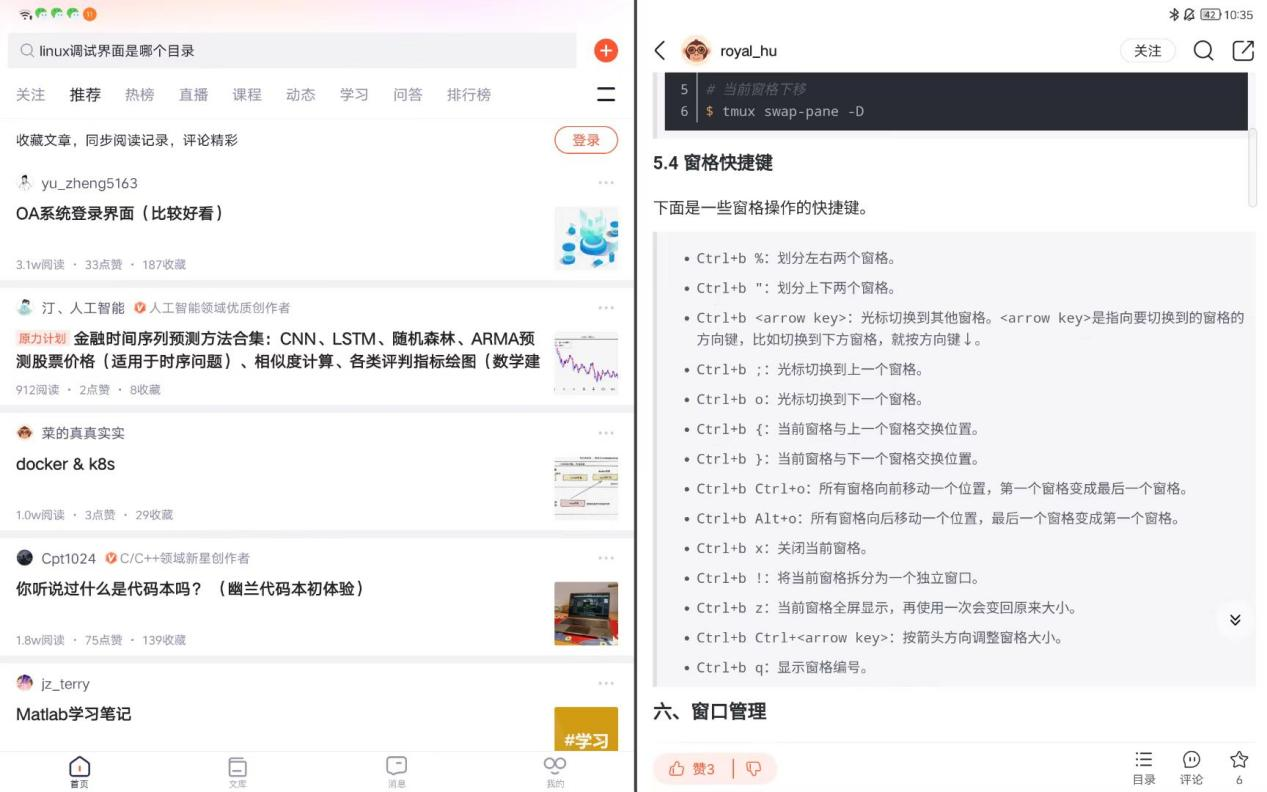 11
linux调试界面是哪个目录
关注 推荐 热榜 直播 课程 动态 学习 问答 排行榜
收藏文章，同步阅读记录，评论精彩
登录
yu_zheng5163
OA系统登录界面（比较好看）
3.1w阅读 · 33点赞 · 187收藏
汀、人工智能 人工智能领域优质创作者
原力计划 金融时间序列预测方法合集：CNN、LSTM、随机森林、ARMA预
测股票价格（适用于时序问题）、相似度计算、各类评判指标绘图（数学建
912阅读 · 2点赞 · 8收藏
菜的真真实实
docker & k8s
1.0w阅读 · 3点赞 · 29收藏
Cpt1024 C/C++领域新星创作者
你听说过什么是代码本吗？（幽兰代码本初体验）
1.8w阅读 · 75点赞 · 139收藏
jz_terry
Matlab学习笔记
#学习
首页 文库 消息 我的
42 10:35
royal_hu
关注
5 # 当前窗格下移
6 $ tmux swap-pane -D
5.4 窗格快捷键
下面是一些窗格操作的快捷键。
• Ctrl+b %：划分左右两个窗格。
• Ctrl+b "：划分上下两个窗格。
• Ctrl+b <arrow key>：光标切换到其他窗格。<arrow key>是指向要切换到的窗格的
方向键，比如切换到下方窗格，就按方向键↓。
• Ctrl+b ;：光标切换到上一个窗格。
• Ctrl+b o：光标切换到下一个窗格。
• Ctrl+b {：当前窗格与上一个窗格交换位置。
• Ctrl+b }：当前窗格与下一个窗格交换位置。
• Ctrl+b Ctrl+o：所有窗格向前移动一个位置，第一个窗格变成最后一个窗格。
• Ctrl+b Alt+o：所有窗格向后移动一个位置，最后一个窗格变成第一个窗格。
• Ctrl+b x：关闭当前窗格。
• Ctrl+b !：将当前窗格拆分为一个独立窗口。
• Ctrl+b z：当前窗格全屏显示，再使用一次会变回原来大小。
• Ctrl+b Ctrl+<arrow key>：按箭头方向调整窗格大小。
• Ctrl+b q：显示窗格编号。
六、窗口管理
赞3
目录 评论 6